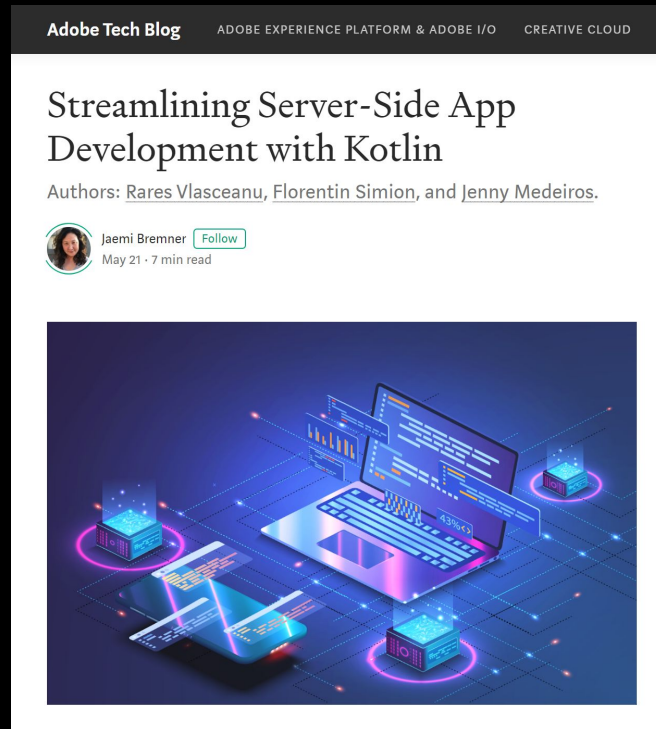 Adobe Tech Blog ADOBE EXPERIENCE PLATFORM & ADOBE I/O CREATIVE CLOUD
Streamlining Server-Side App
Development with Kotlin
Authors: Rares Vlasceanu, Florentin Simion, and Jenny Medeiros.
Jaemi Bremner Follow
May 21 · 7 min read
43%<>